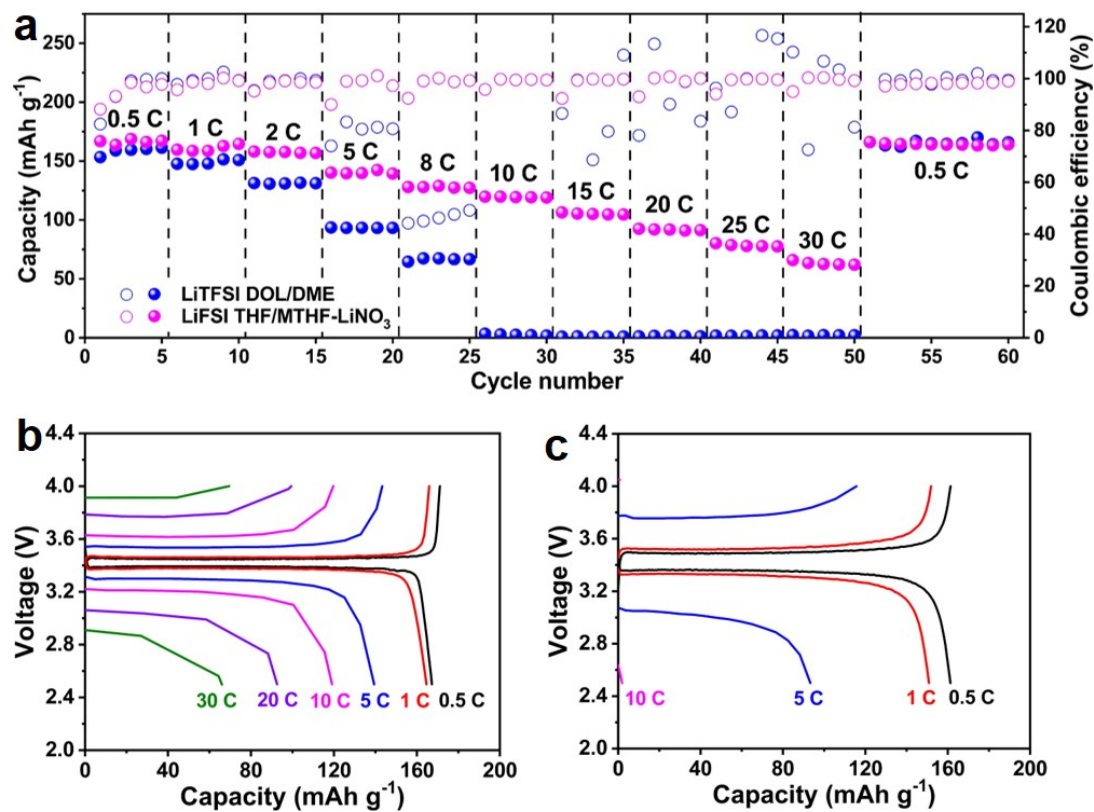 a
Capacity (mAh g⁻¹)
250
200
150
100
50
0
0.5 C
1 C
2 C
5 C
8 C
10 C
15 C
20 C
25 C
30 C
0.5 C
LiTFSI DOL/DME
LiFSI THF/MTHF-LiNO₃
120
100
80
60
40
20
0
Coulombic efficiency (%)
0 5 10 15 20 25 30 35 40 45 50 55 60
Cycle number
b
Voltage (V)
4.4
4.0
3.6
3.2
2.8
2.4
2.0
30 C 20 C 10 C 5 C 1 C 0.5 C
0 40 80 120 160 200
Capacity (mAh g⁻¹)
c
Voltage (V)
4.4
4.0
3.6
3.2
2.8
2.4
2.0
10 C 5 C 1 C 0.5 C
0 40 80 120 160 200
Capacity (mAh g⁻¹)